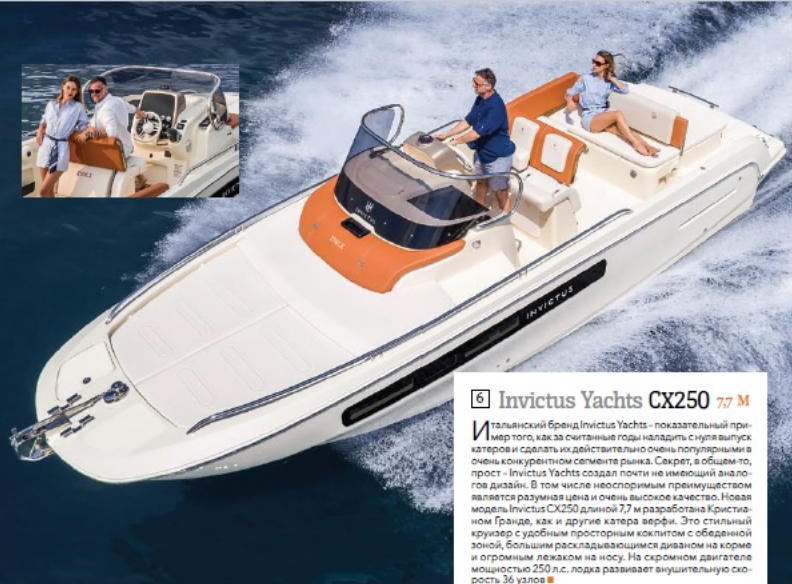 INVICTUS
6 Invictus Yachts CX250 7,7 М
Итальянский бренд Invictus Yachts – показательный при-
мер того, как за считанные годы наладить с нуля выпуск
катеров и сделать их действительно очень популярными в
очень конкурентном сегменте рынка. Секрет, в общем-то,
прост – Invictus Yachts создал почти не имеющий анало-
гов дизайн. В том числе неоспоримым преимуществом
является разумная цена и очень высокое качество. Новая
модель Invictus CX250 длиной 7,7 м разработана Кристиа-
ном Гранде, как и другие катера верфи. Это стильный
круизер с удобным просторным кокпитом с обеденной
зоной, большим раскладывающимся диваном на корме
и огромным лежаком на носу. На скромном двигателе
мощностью 250 л.с. лодка развивает внушительную ско-
рость 36 узлов